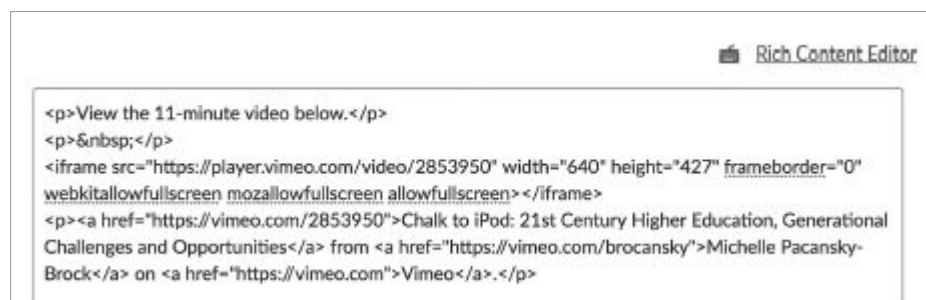 Rich Content Editor
<p>View the 11-minute video below.</p>
<p>&nbsp;</p>
<iframe src="https://player.vimeo.com/video/2853950" width="640" height="427" frameborder="0"
webkitallowfullscreen mozallowfullscreen allowfullscreen></iframe>
<p><a href="https://vimeo.com/2853950">Chalk to iPod: 21st Century Higher Education, Generational
Challenges and Opportunities</a> from <a href="https://vimeo.com/brocansky">Michelle Pacansky-
Brock</a> on <a href="https://vimeo.com">Vimeo</a>.</p>